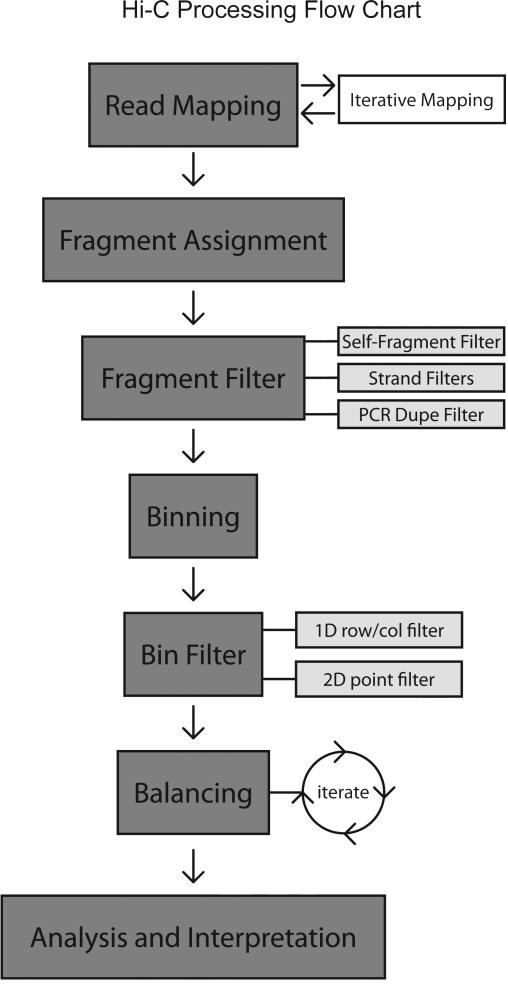 Hi-C Processing Flow Chart
Read Mapping
Iterative Mapping
Fragment Assignment
Fragment Filter
Self-Fragment Filter
Strand Filters
PCR Dupe Filter
Binning
Bin Filter
1D row/col filter
2D point filter
Balancing
iterate
Analysis and Interpretation